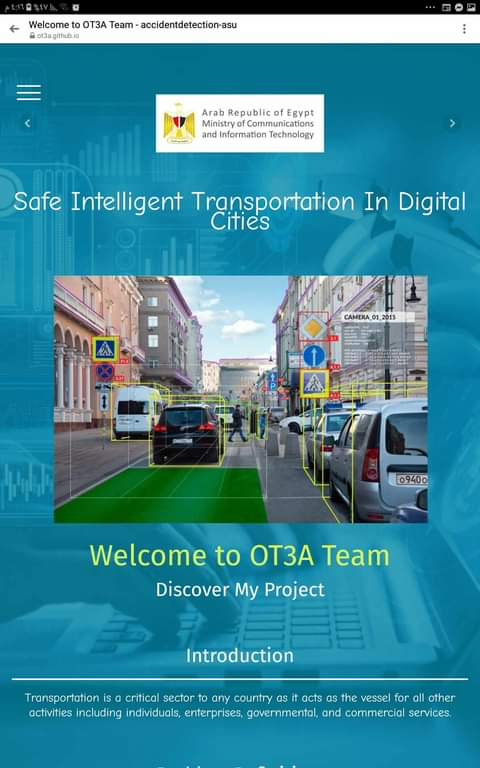 ٤:١٦ م
٪٤٧
Welcome to OT3A Team - accidentdetection-asu
ot3a.github.io
Arab Republic of Egypt
Ministry of Communications
and Information Technology
Safe Intelligent Transportation In Digital
Cities
CAMERA_01_2015
P
Welcome to OT3A Team
Discover My Project
Introduction
Transportation is a critical sector to any country as it acts as the vessel for all other
activities including individuals, enterprises, governmental, and commercial services.